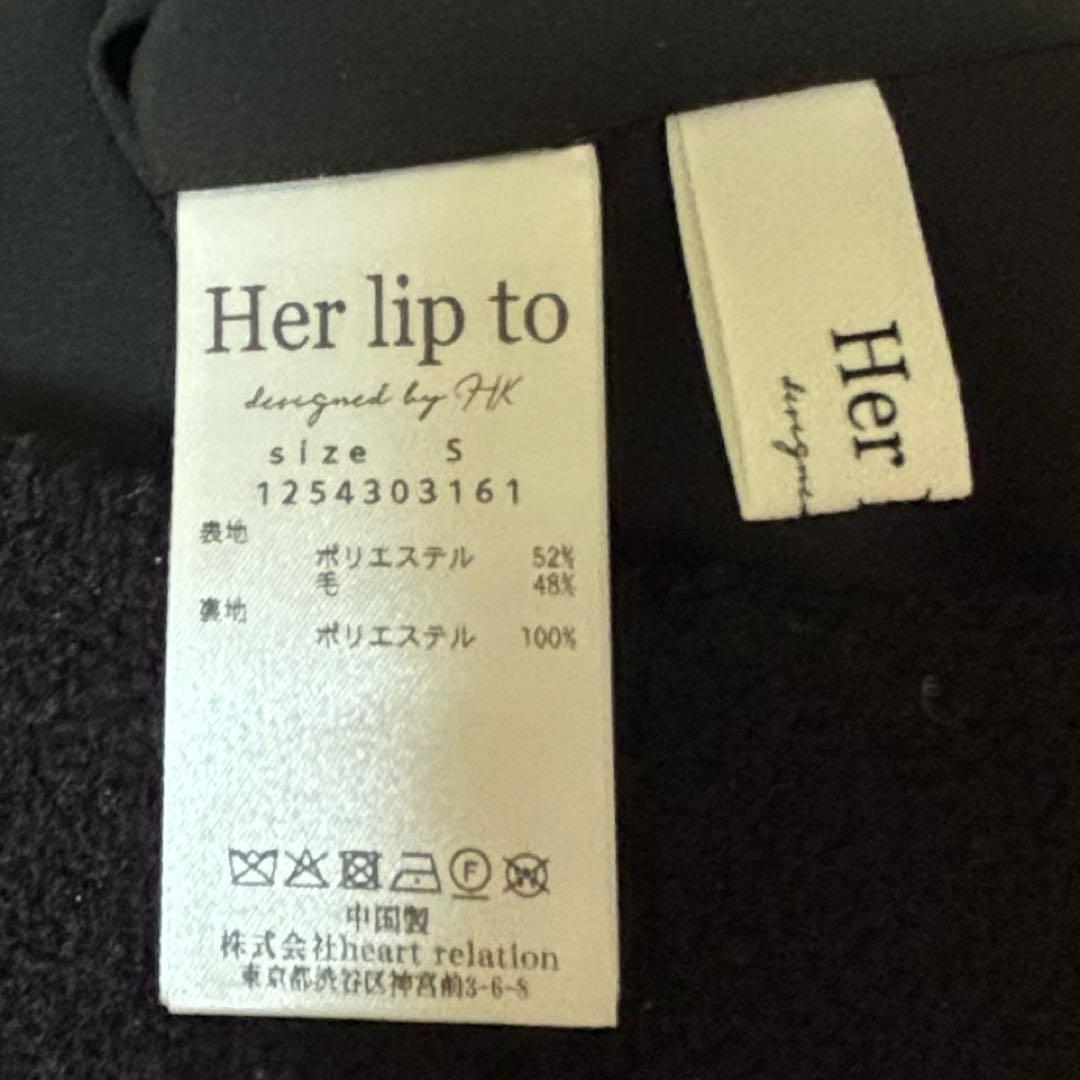 Her lip to
designed by HK
size S
1254303161
表地
ポリエステル 52%
毛 48%
裏地
ポリエステル 100%
F
W
中国製
株式会社heart relation
東京都渋谷区神宮前3-6-8
Her
designe